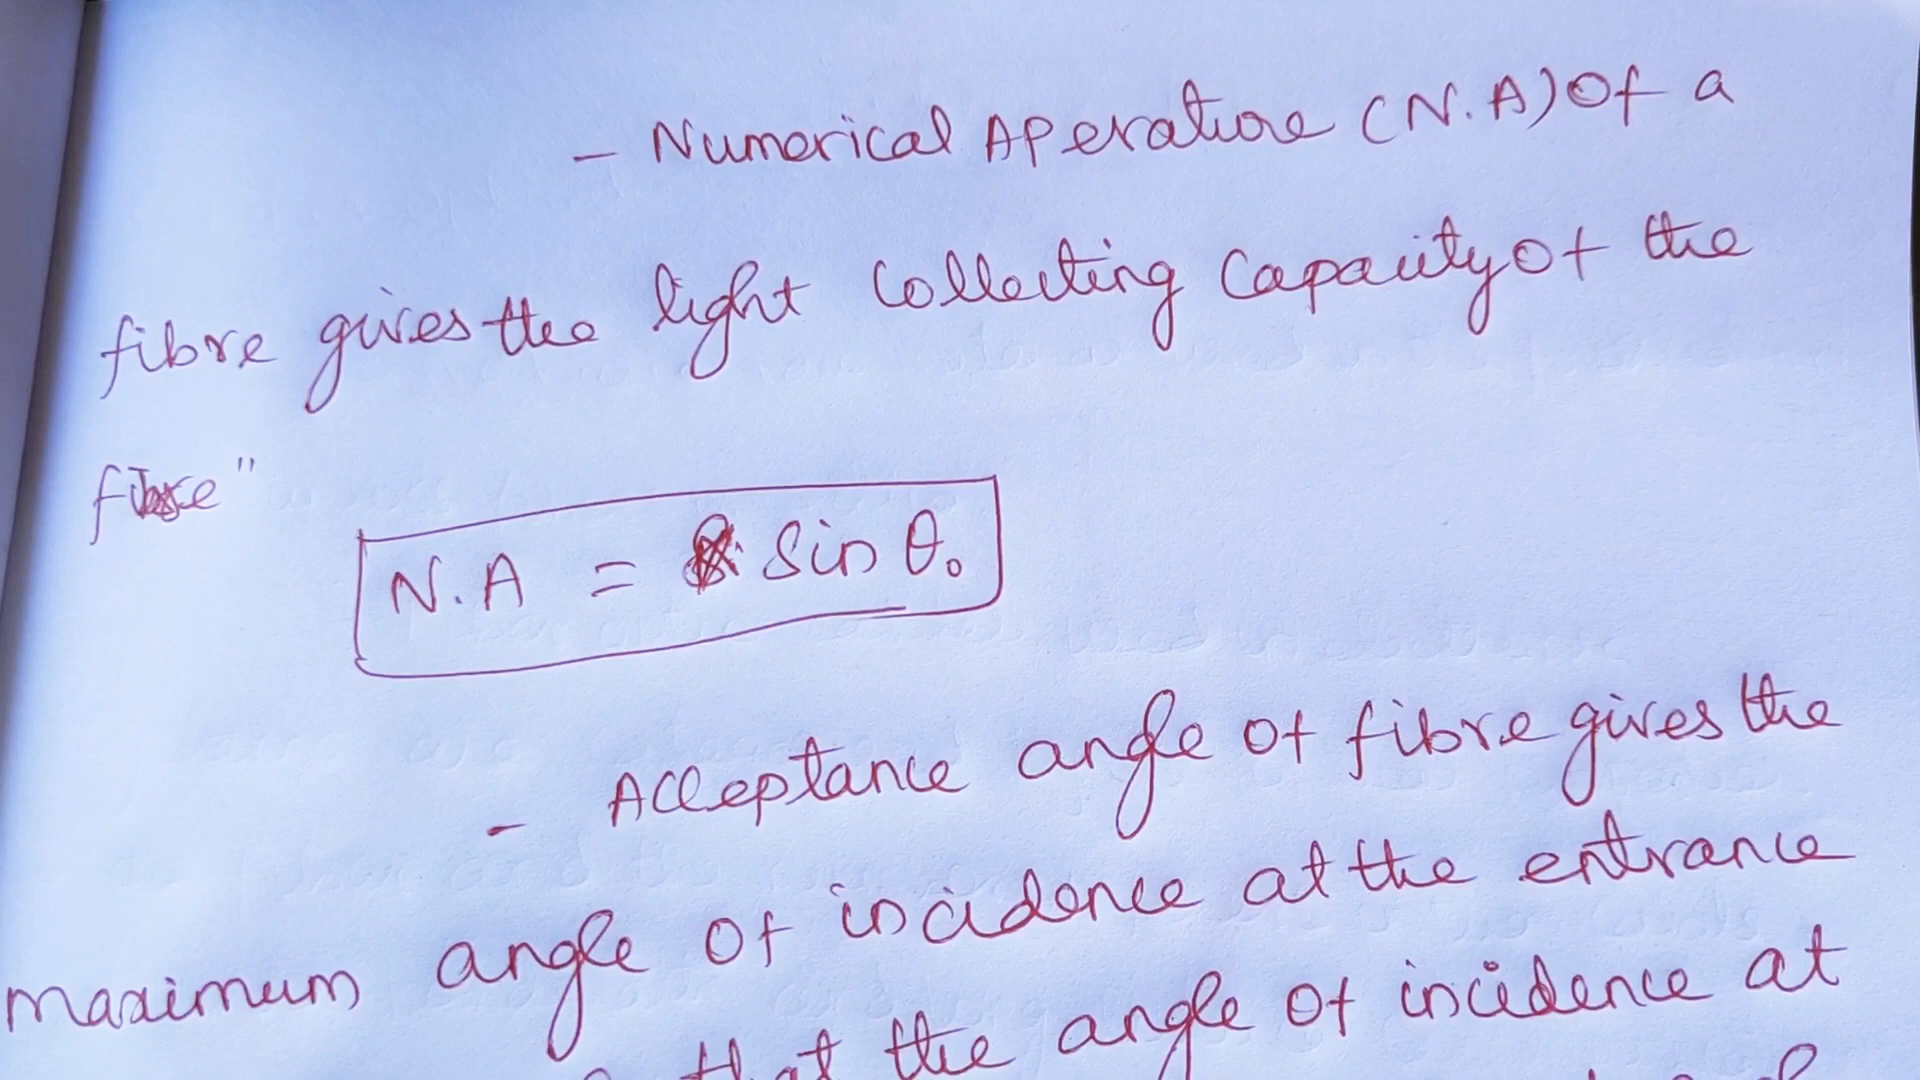 - Numerical Aperature (N.A) Of a
fibre gives the light Collecting Capacity of the
fibre"
N.A = Sin θ₀
- Acceptance angle of fibre gives the
maximum angle of incidence at the entrance
that the angle of incidence at